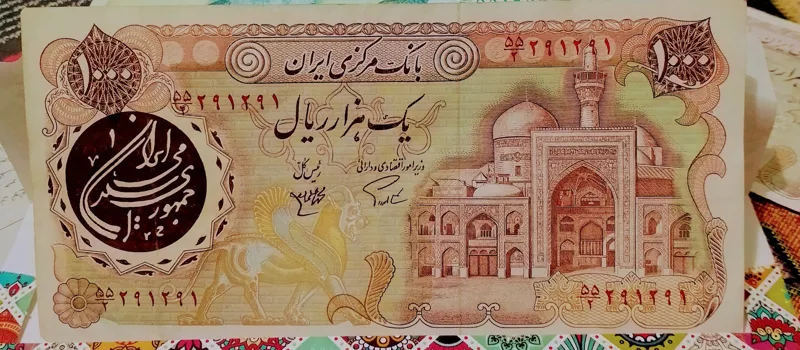 ۱۰۰۰
بانک مرکزی ایران
۵۵/۲ ۲۹۱۲۹۱
۱۰۰۰
۵۵/۲ ۲۹۱۲۹۱
یک هزار ریال
رئیس کل
وزیر امور اقتصادی و دارائی
جمهوری اسلامی ایران
۵۵/۲ ۲۹۱۲۹۱
۵۵/۲ ۲۹۱۲۹۱